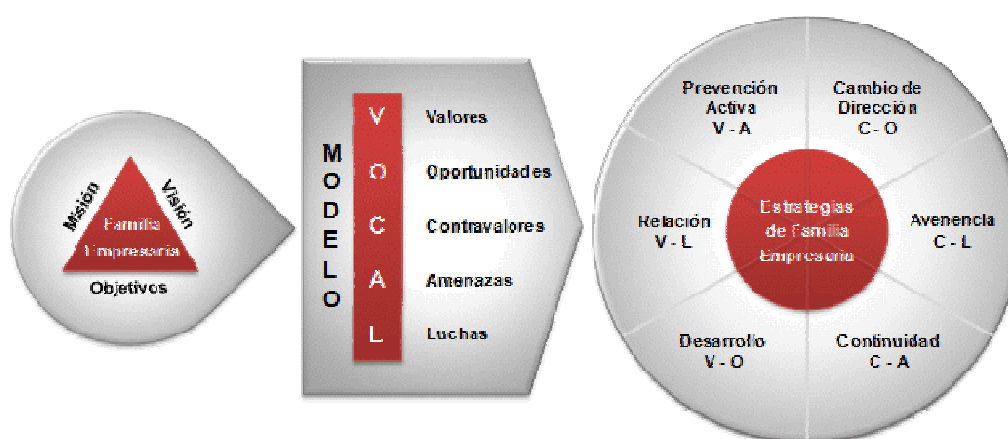 Misión
Visión
Familia
Empresaria
Objetivos
MODELO
V Valores
O Oportunidades
C Contravalores
A Amenazas
L Luchas
Prevención
Activa
V - A
Cambio de
Dirección
C - O
Relación
V - L
Estrategias
de Familia
Empresaria
Avenencia
C - L
Desarrollo
V - O
Continuidad
C - A